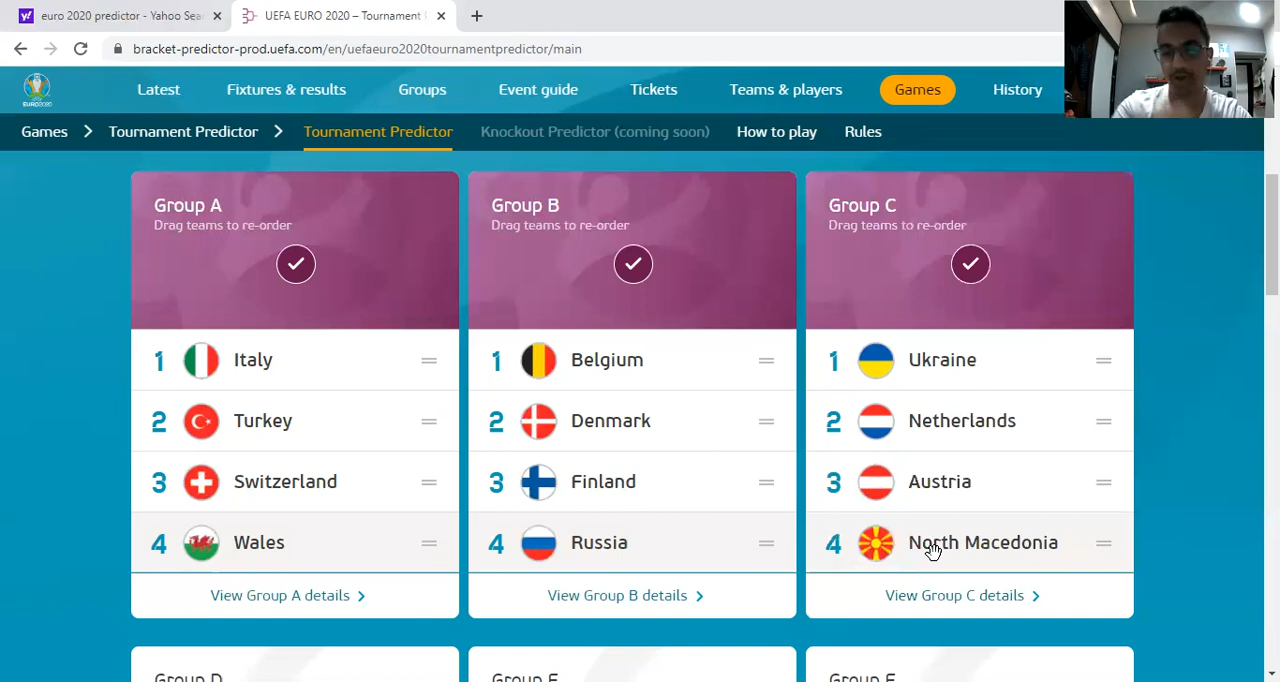 euro 2020 predictor - Yahoo Sea
UEFA EURO 2020 – Tournament
bracket-predictor-prod.uefa.com/en/uefaeuro2020tournamentpredictor/main
EURO2020
Latest
Fixtures & results
Groups
Event guide
Tickets
Teams & players
Games
History
Games
Tournament Predictor
Tournament Predictor
Knockout Predictor (coming soon)
How to play
Rules
Group A
Drag teams to re-order
1 Italy
2 Turkey
3 Switzerland
4 Wales
View Group A details
Group B
Drag teams to re-order
1 Belgium
2 Denmark
3 Finland
4 Russia
View Group B details
Group C
Drag teams to re-order
1 Ukraine
2 Netherlands
3 Austria
4 North Macedonia
View Group C details
Group D
Group E
Group F